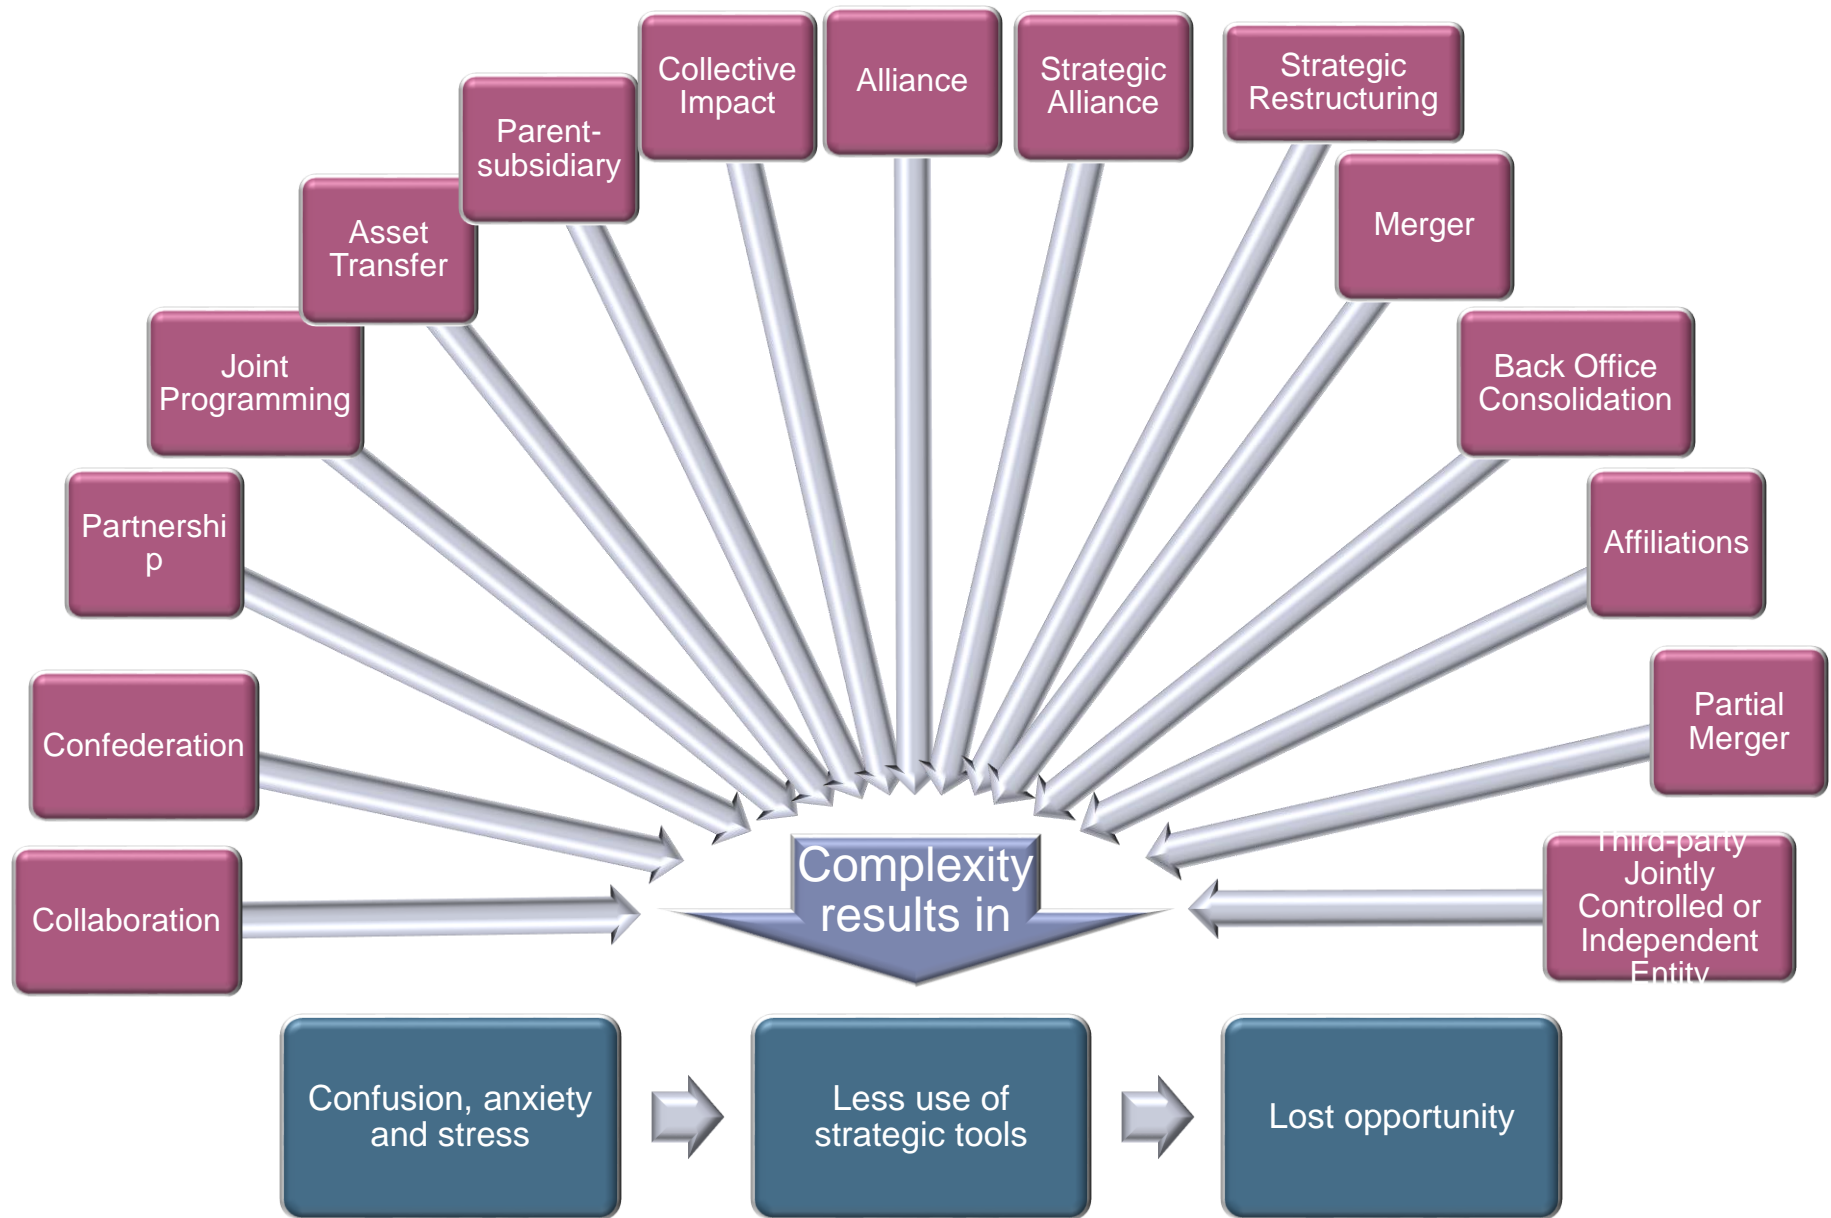 Collective
Impact
Alliance
Strategic
Alliance
Strategic
Restructuring
Parent-
subsidiary
Merger
Asset
Transfer
Joint
Programming
Back Office
Consolidation
Partnershi
p
Affiliations
Confederation
Partial
Merger
Collaboration
Third-party
Jointly
Controlled or
Independent
Entity
Complexity
results in
Confusion, anxiety
and stress
Less use of
strategic tools
Lost opportunity